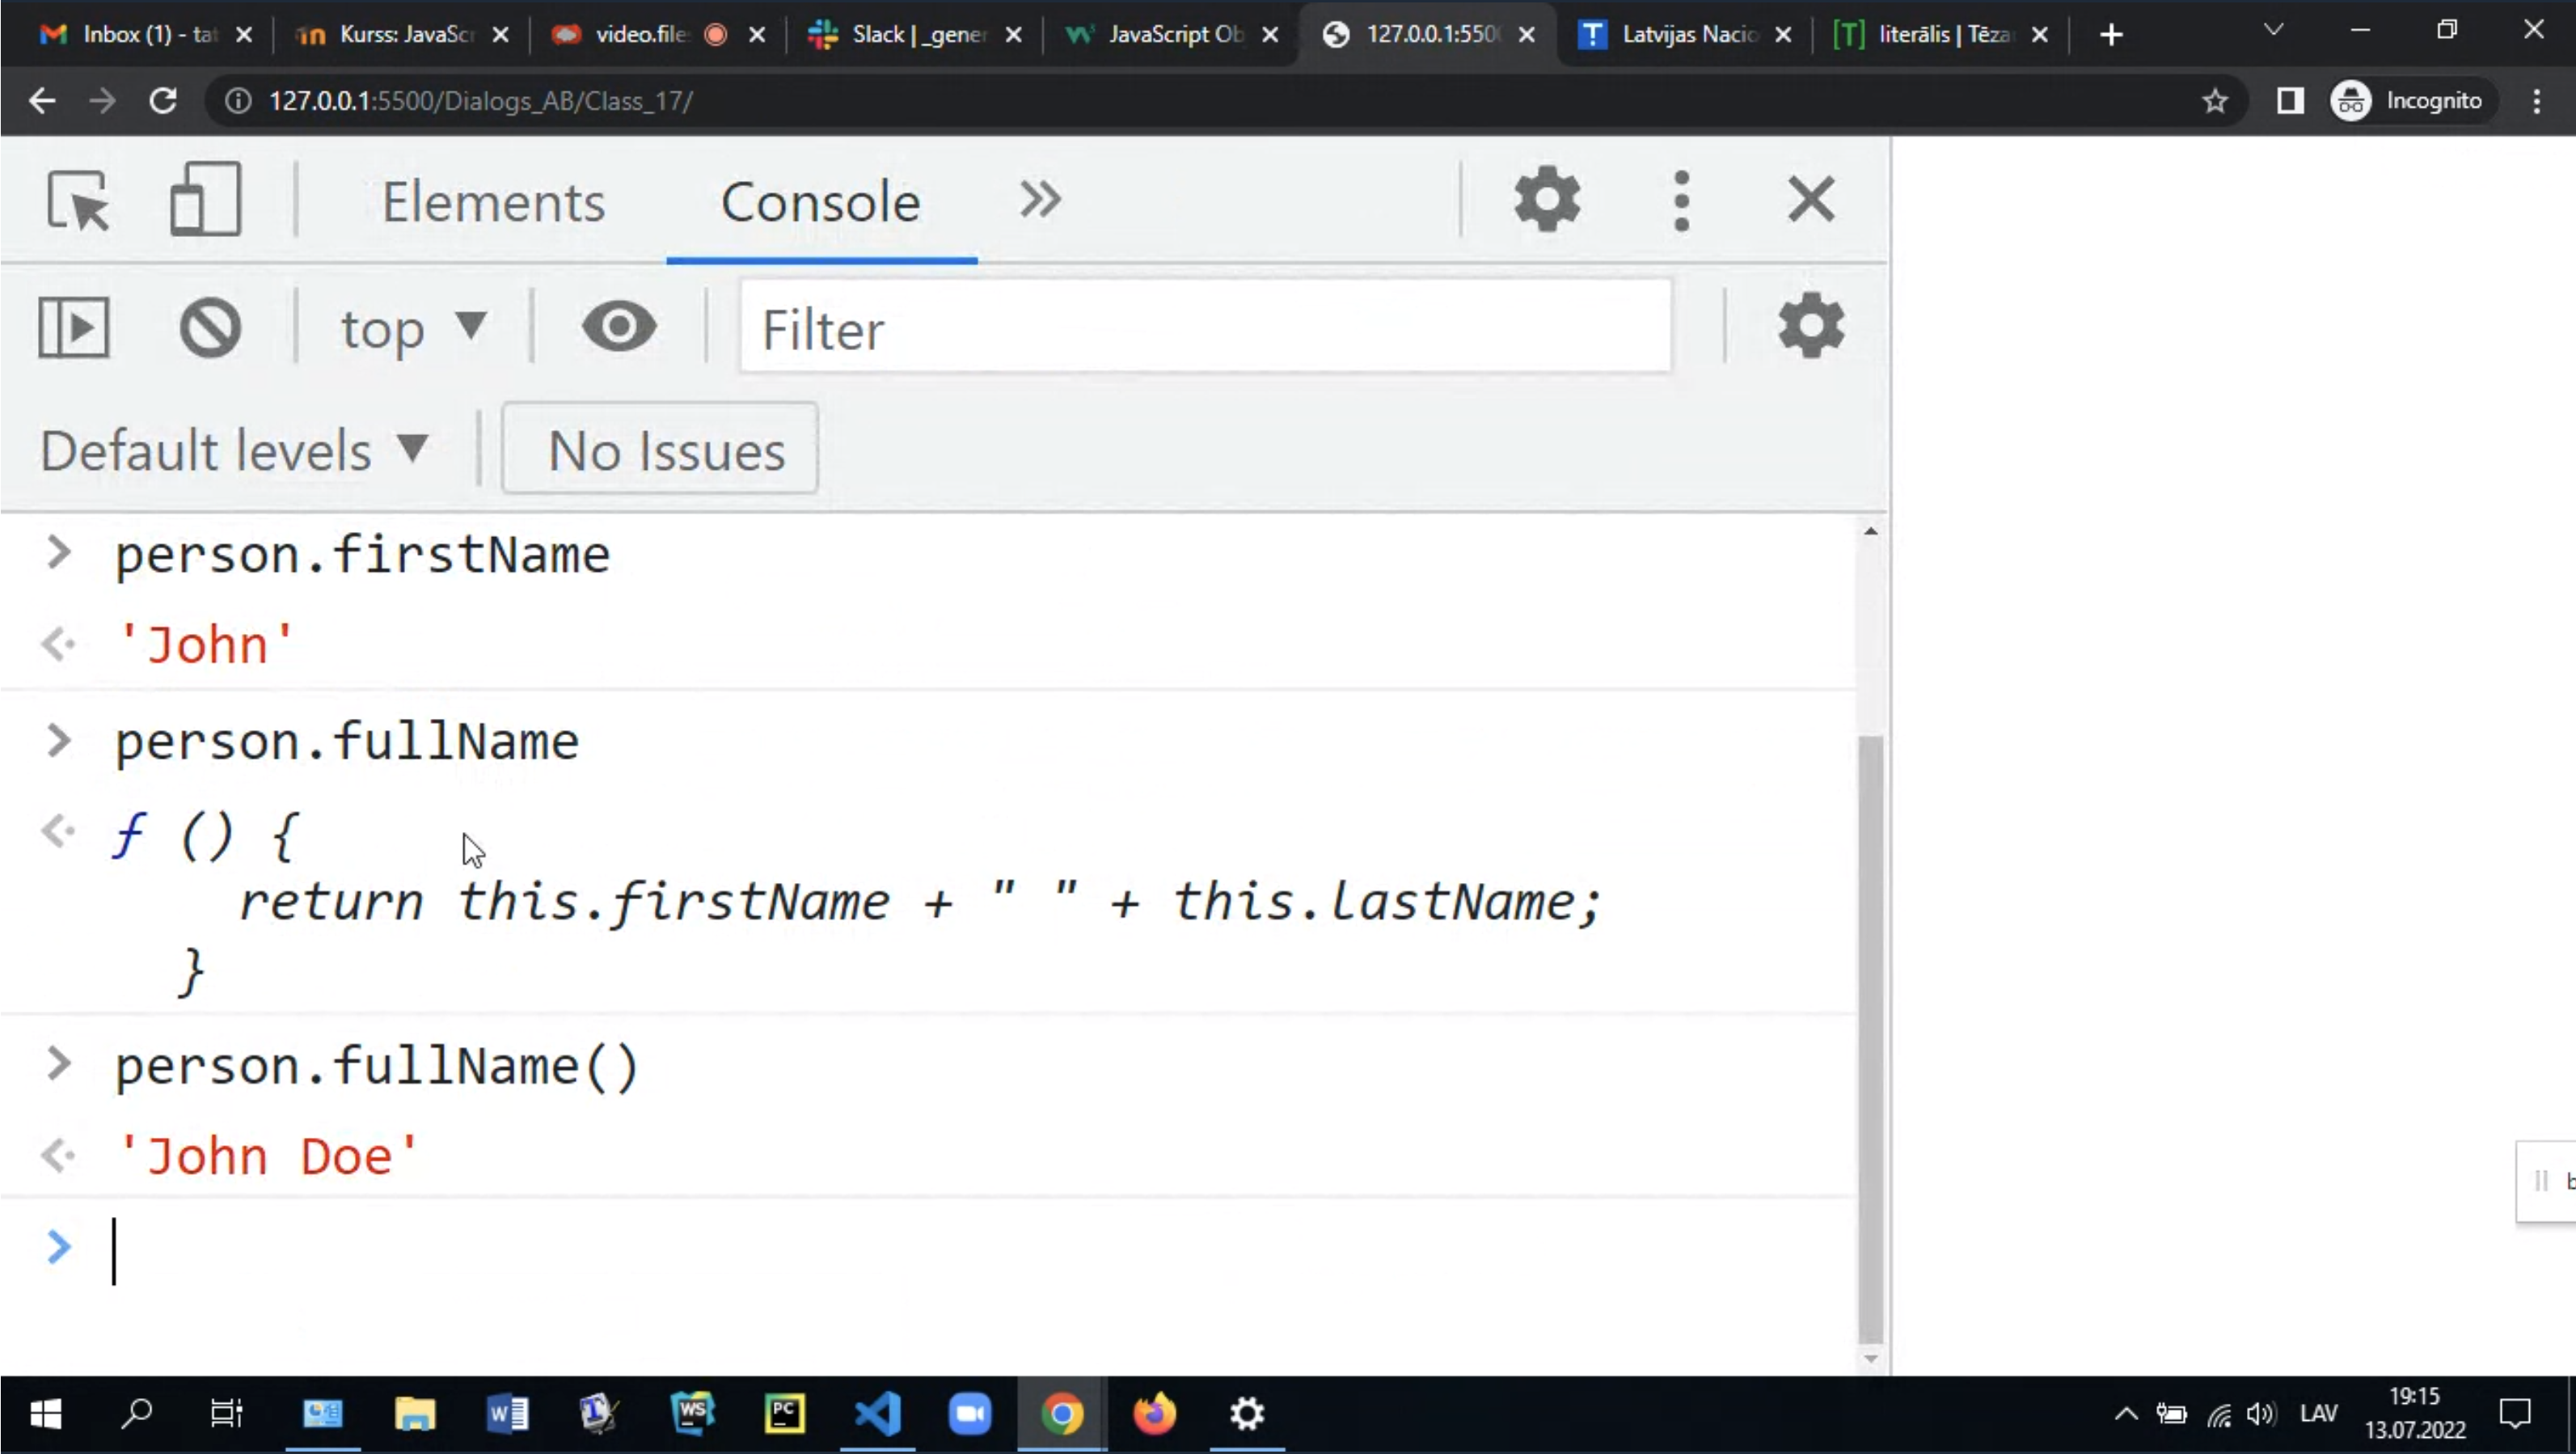 Inbox (1) - tat
Kurss: JavaScr
video.file
Slack | _gener
JavaScript Ob
127.0.0.1:5500
Latvijas Nacio
literālis | Tēza
127.0.0.1:5500/Dialogs_AB/Class_17/
Incognito
Elements
Console
top
Filter
Default levels
No Issues
> person.firstName
'John'
> person.fullName
f () {
return this.firstName + " " + this.lastName;
}
> person.fullName()
'John Doe'
>
b
LAV
19:15
13.07.2022